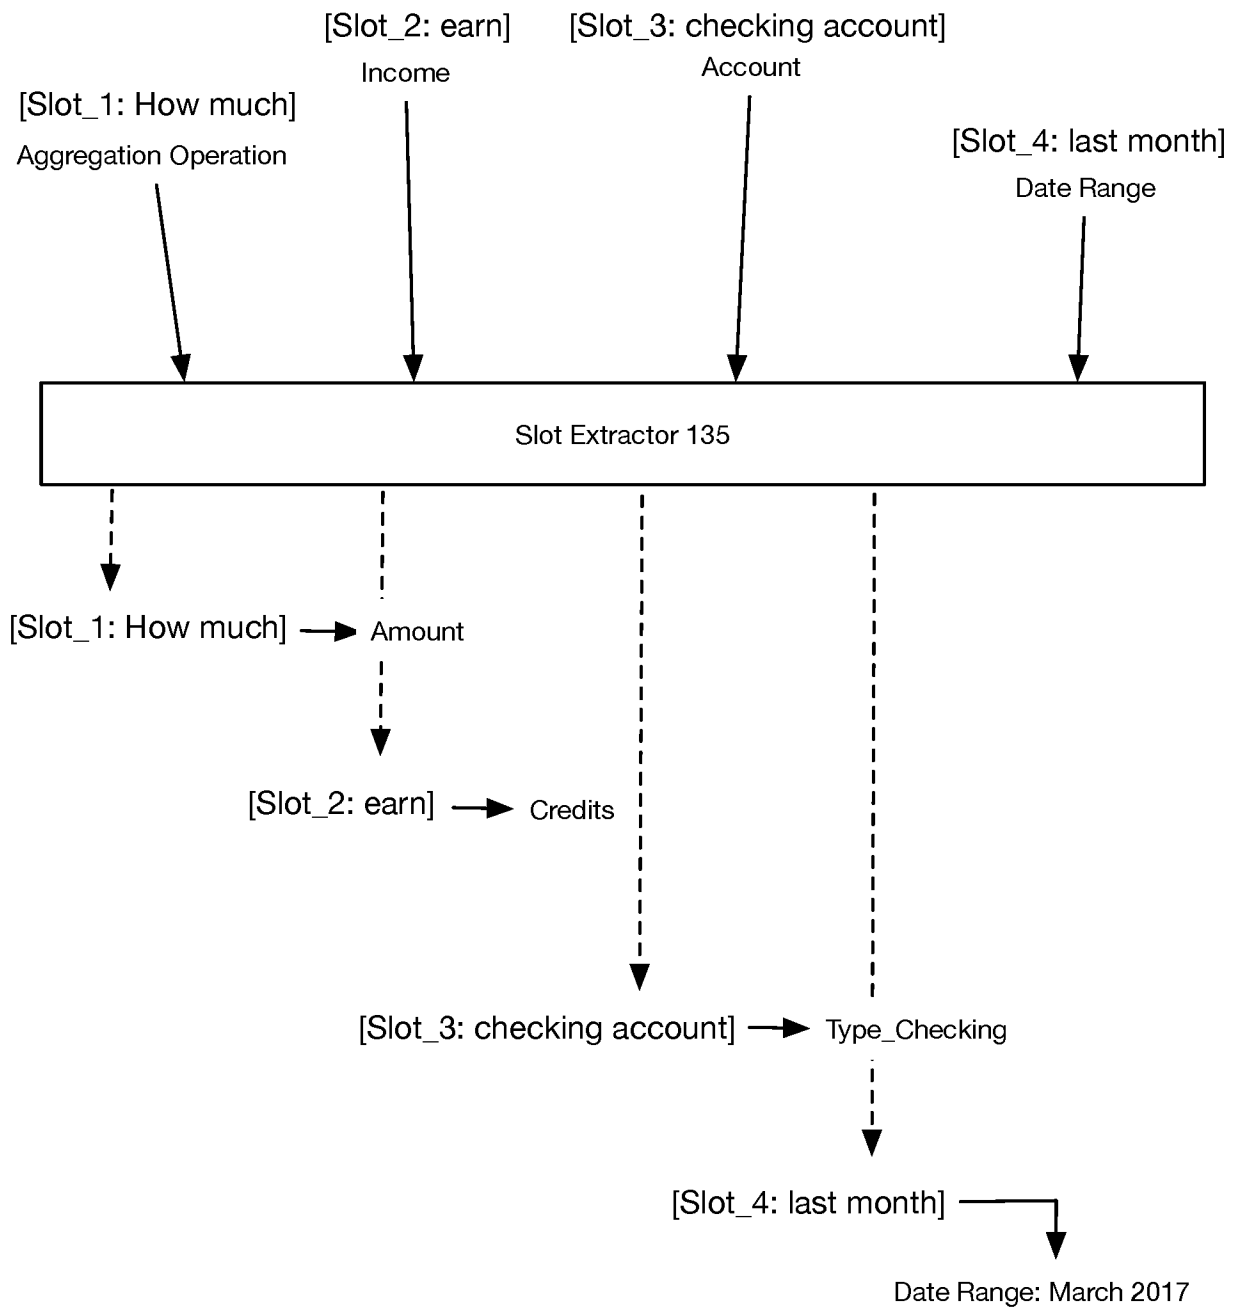 [Slot_2: earn] [Slot_3: checking account]
Income Account
[Slot_1: How much]
Aggregation Operation
[Slot_4: last month]
Date Range
Slot Extractor 135
[Slot_1: How much] Amount
[Slot_2: earn] Credits
[Slot_3: checking account] Type_Checking
[Slot_4: last month]
Date Range: March 2017